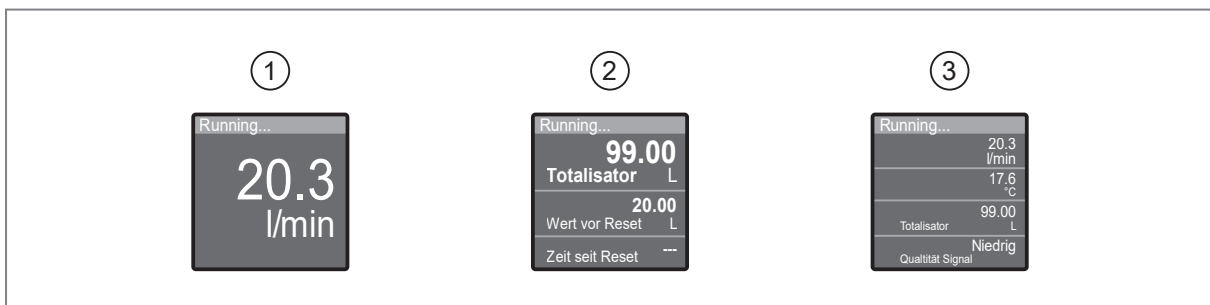 1
2
3
Running...
20.3
l/min
Running...
99.00
Totalisator L
20.00
Wert vor Reset L
---
Zeit seit Reset
Running...
20.3
l/min
17.6
°C
99.00
Totalisator L
Niedrig
Qualtität Signal